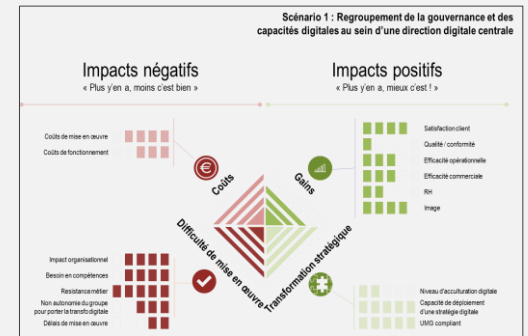 Scénario 1 : Regroupement de la gouvernance et des
capacités digitales au sein d'une direction digitale centrale
Impacts négatifs
« Plus y'en a, moins c'est bien »
Impacts positifs
« Plus y'en a, mieux c'est ! »
Coûts de mise en œuvre
Coûts de fonctionnement
€
Coûts
Gains
Satisfaction client
Qualité / conformité
Efficacité opérationnelle
Efficacité commerciale
RH
Image
Difficulté de mise en œuvre
Transformation stratégique
Impact organisationnel
Besoin en compétences
Resistance métier
Non autonomie du groupe
pour porter la transfo digitale
Délais de mise en œuvre
Niveau d'acculturation digitale
Capacité de déploiement
d'une stratégie digitale
UMG compliant